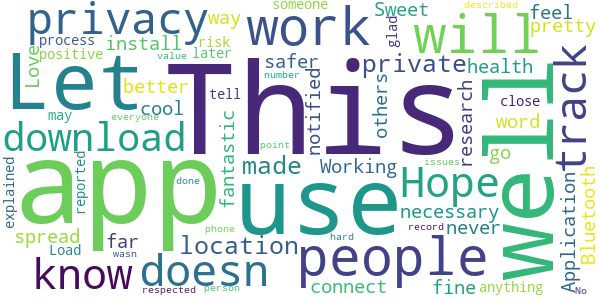 someone
described
privacy
way
work
Sweet
feel
process
install
risk
glad
will
pretty
positive
Love
later
Let
This
safer
private
health
value
better
tell
number
notified
others
close
track
download
cool
everyone
fantastic
made
point
word
research
well
app
use
Working
issues
go
explained
reported
done
Hope
Application
Bluetooth
necessary
never
spread
far
location
phone
hard
record
people
Load
wasn
know
doesn
connect
fine
anything
respected
person
No
may